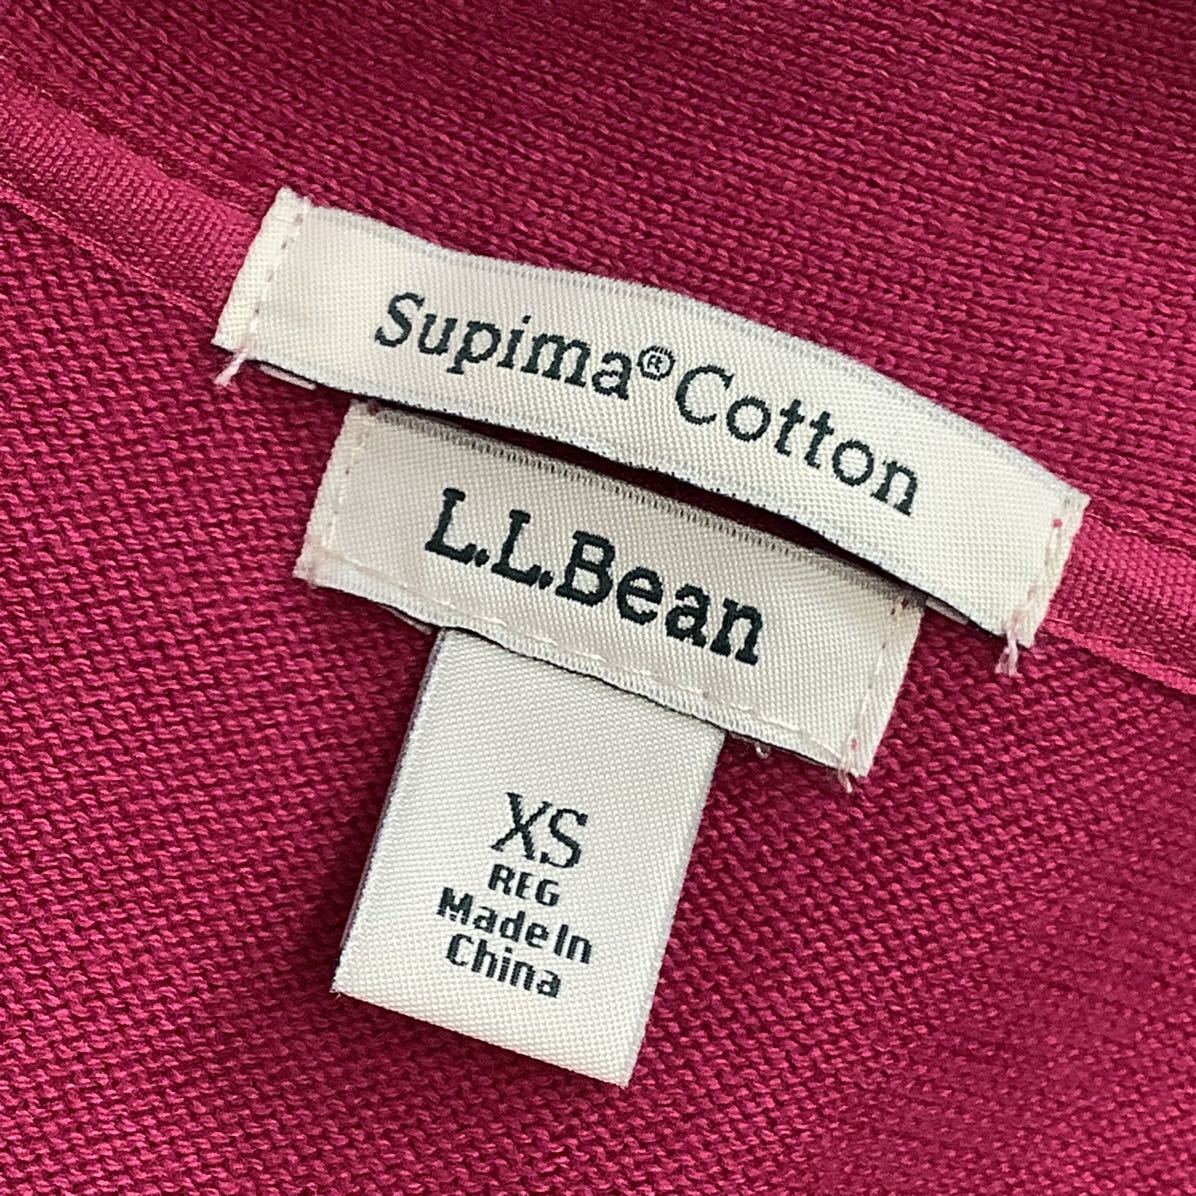 Supima® Cotton
L.L.Bean
XS
REG
Made In
China